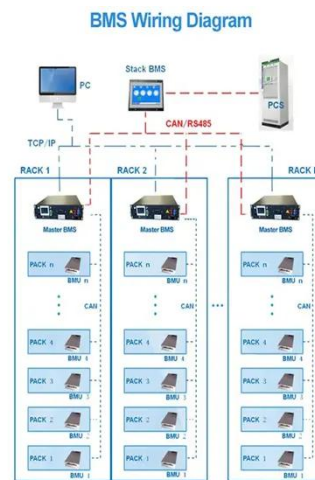 BMS Wiring Diagram
PC
Stack BMS
PCS
CAN/RS485
TCP/IP
RACK 1
RACK 2
RACK
Master BMS
Master BMS
Master BMS
PACK n
BMU n
PACK n
BMU n
PACK n
BMU n
CAN
CAN
CAN
PACK 4
BMU 4
PACK 4
BMU 4
PACK 4
BMU 4
PACK 3
BMU 3
PACK 3
BMU 3
PACK 3
BMU 3
PACK 2
BMU 2
PACK 2
BMU 2
PACK 2
BMU 2
PACK 1
BMU 1
PACK 1
BMU 1
PACK 1
BMU 1